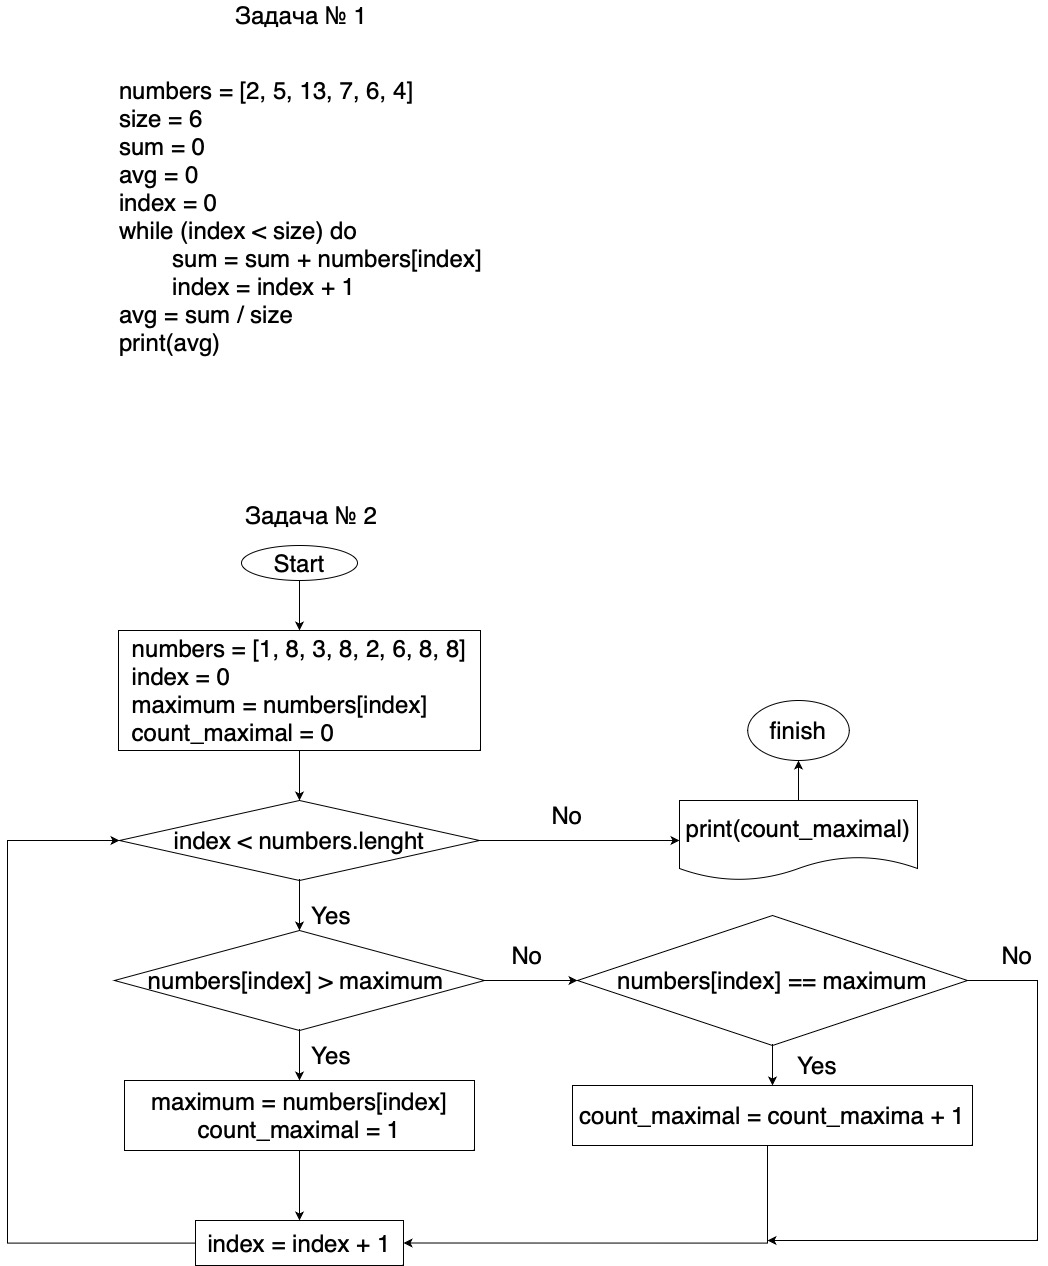 Задача № 1
numbers = [2, 5, 13, 7, 6, 4]
size = 6
sum = 0
avg = 0
index = 0
while (index < size) do
sum = sum + numbers[index]
index = index + 1
avg = sum / size
print(avg)
Задача № 2
Start
numbers = [1, 8, 3, 8, 2, 6, 8, 8]
index = 0
maximum = numbers[index]
count_maximal = 0
finish
index < numbers.lenght
No
print(count_maximal)
Yes
numbers[index] > maximum
No
numbers[index] == maximum
No
Yes
Yes
maximum = numbers[index]
count_maximal = 1
count_maximal = count_maxima + 1
index = index + 1